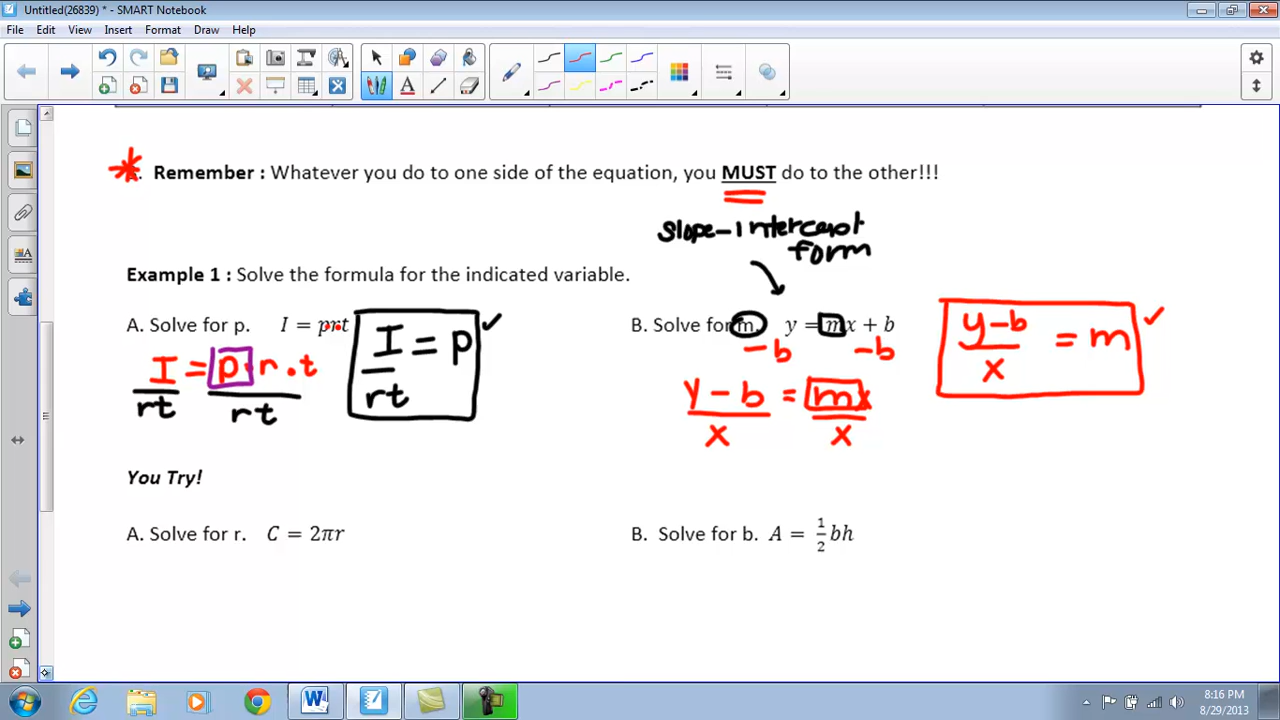 Untitled(26839) * - SMART Notebook
File Edit View Insert Format Draw Help
Remember : Whatever you do to one side of the equation, you MUST do to the other!!!
slope-intercept
form
Example 1 : Solve the formula for the indicated variable.
A. Solve for p. I = prt
I = p · r · t
rt rt
I = p
rt
B. Solve for m. y = mx + b
- b - b
y - b = mx
x x
y - b = m
x
You Try!
A. Solve for r. C = 2πr
B. Solve for b. A = 1/2 bh
8:16 PM
8/29/2013